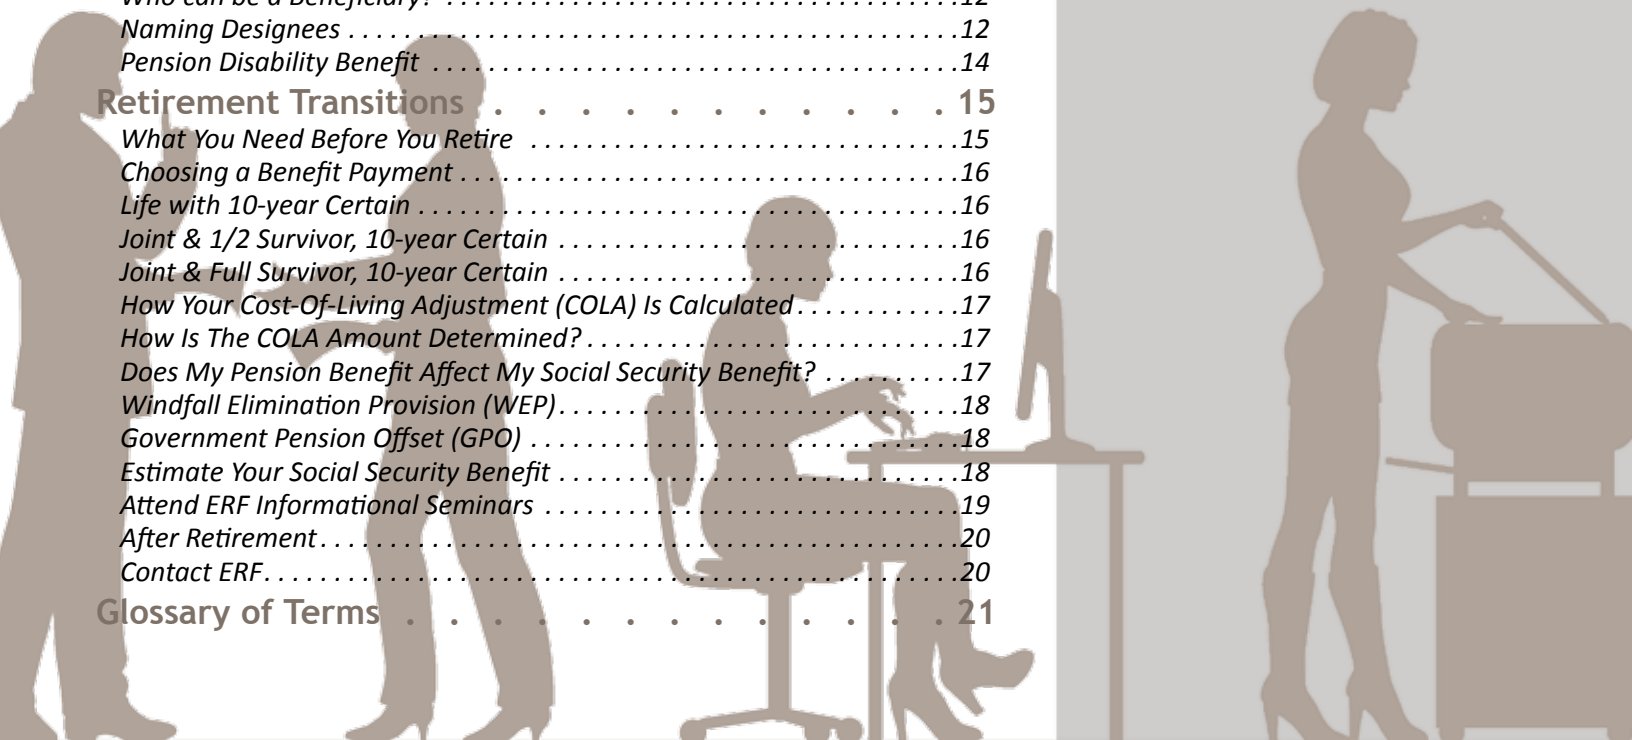 Who can be a Beneficiary? . . . . . . . . . . . . . . . . . . . . . . . . . . . . . . . . . . . . . 12
Naming Designees . . . . . . . . . . . . . . . . . . . . . . . . . . . . . . . . . . . . . . . . . . . . 12
Pension Disability Benefit . . . . . . . . . . . . . . . . . . . . . . . . . . . . . . . . . . . . . . 14
Retirement Transitions . . . . . . . . . . . 15
What You Need Before You Retire . . . . . . . . . . . . . . . . . . . . . . . . . . . . . . . 15
Choosing a Benefit Payment . . . . . . . . . . . . . . . . . . . . . . . . . . . . . . . . . . . . 16
Life with 10-year Certain . . . . . . . . . . . . . . . . . . . . . . . . . . . . . . . . . . . . . . . 16
Joint & 1/2 Survivor, 10-year Certain . . . . . . . . . . . . . . . . . . . . . . . . . . . . . 16
Joint & Full Survivor, 10-year Certain . . . . . . . . . . . . . . . . . . . . . . . . . . . . . 16
How Your Cost-Of-Living Adjustment (COLA) Is Calculated . . . . . . . . . . . . 17
How Is The COLA Amount Determined? . . . . . . . . . . . . . . . . . . . . . . . . . . . 17
Does My Pension Benefit Affect My Social Security Benefit? . . . . . . . . . . 17
Windfall Elimination Provision (WEP) . . . . . . . . . . . . . . . . . . . . . . . . . . . . . 18
Government Pension Offset (GPO) . . . . . . . . . . . . . . . . . . . . . . . . . . . . . . . 18
Estimate Your Social Security Benefit . . . . . . . . . . . . . . . . . . . . . . . . . . . . . 18
Attend ERF Informational Seminars . . . . . . . . . . . . . . . . . . . . . . . . . . . . . . 19
After Retirement . . . . . . . . . . . . . . . . . . . . . . . . . . . . . . . . . . . . . . . . . . . . . . 20
Contact ERF . . . . . . . . . . . . . . . . . . . . . . . . . . . . . . . . . . . . . . . . . . . . . . . . . . 20
Glossary of Terms . . . . . . . . . . . . . 21